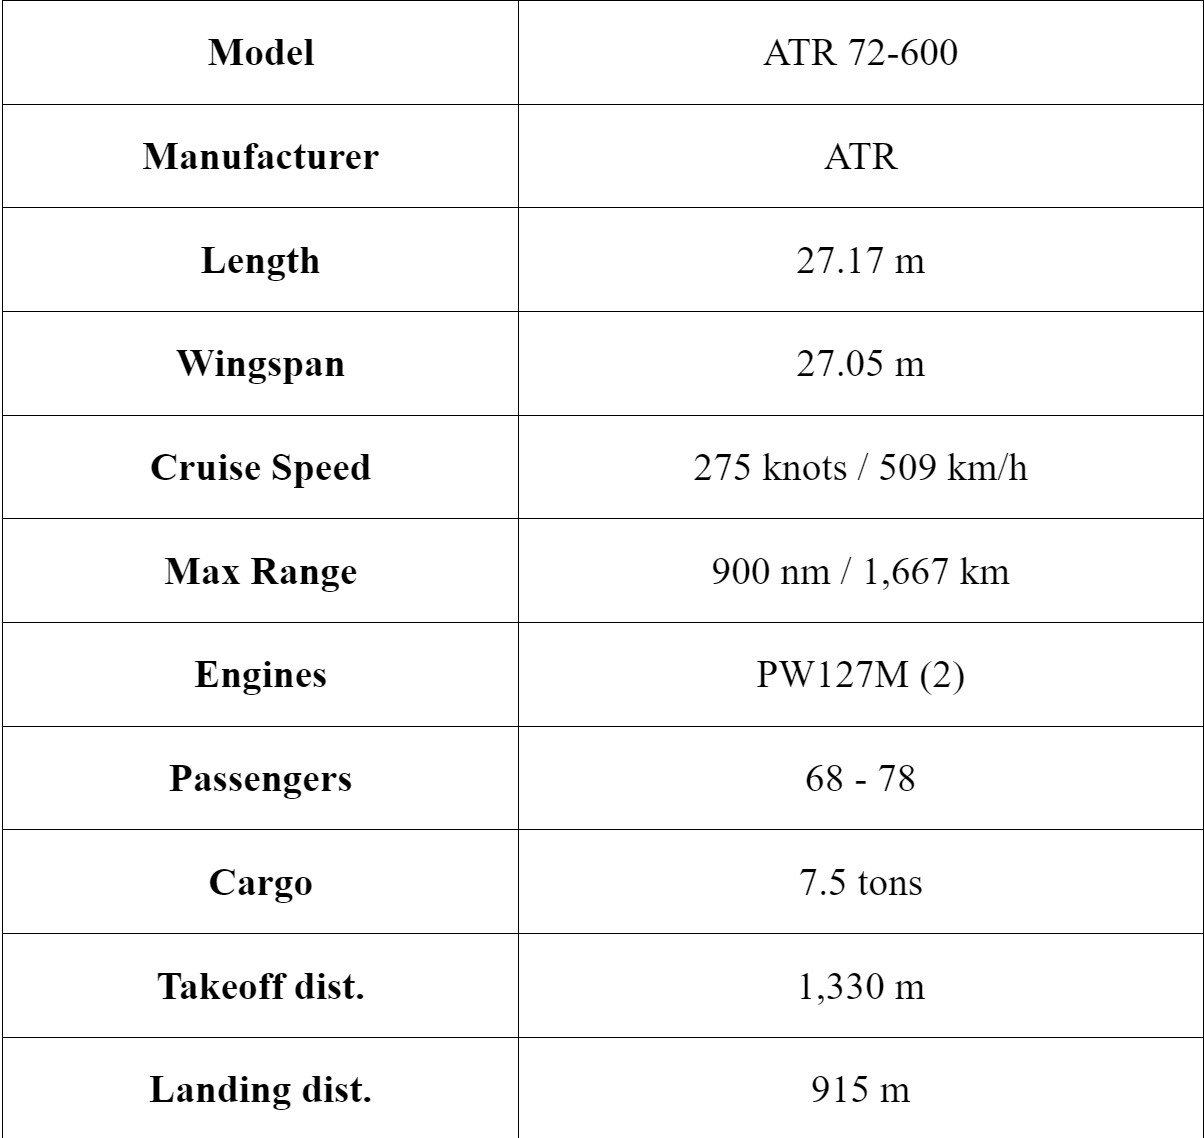 Model ATR 72-600
Manufacturer ATR
Length 27.17 m
Wingspan 27.05 m
Cruise Speed 275 knots / 509 km/h
Max Range 900 nm / 1,667 km
Engines PW127M (2)
Passengers 68 - 78
Cargo 7.5 tons
Takeoff dist. 1,330 m
Landing dist. 915 m